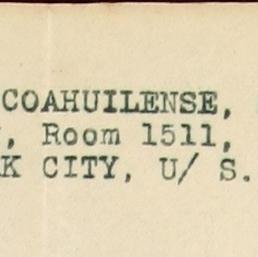 COAHUILENSE,
, Room 1511,
K CITY, U/ S.